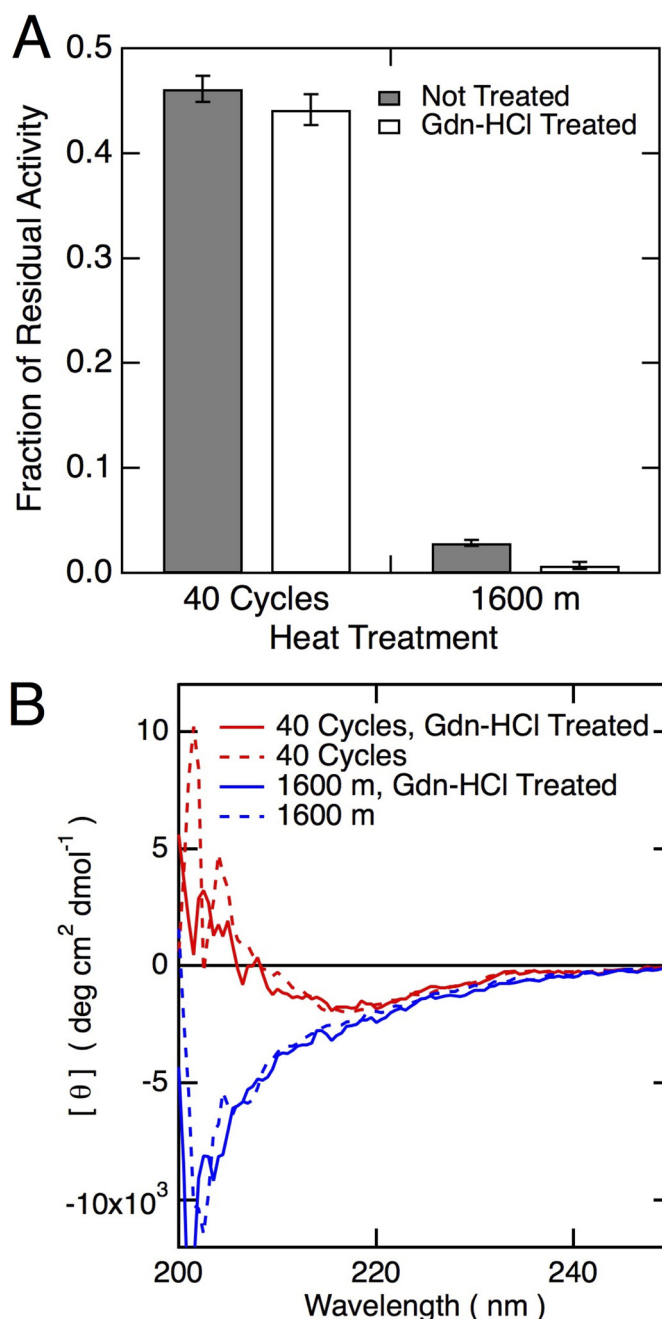 A
0.5
0.4
0.3
0.2
0.1
0.0
Fraction of Residual Activity
Not Treated
Gdn-HCl Treated
40 Cycles
1600 m
Heat Treatment
B
40 Cycles, Gdn-HCl Treated
40 Cycles
1600 m, Gdn-HCl Treated
1600 m
10
5
0
-5
-10x10³
[ θ ] ( deg cm² dmol⁻¹ )
200
220
240
Wavelength ( nm )